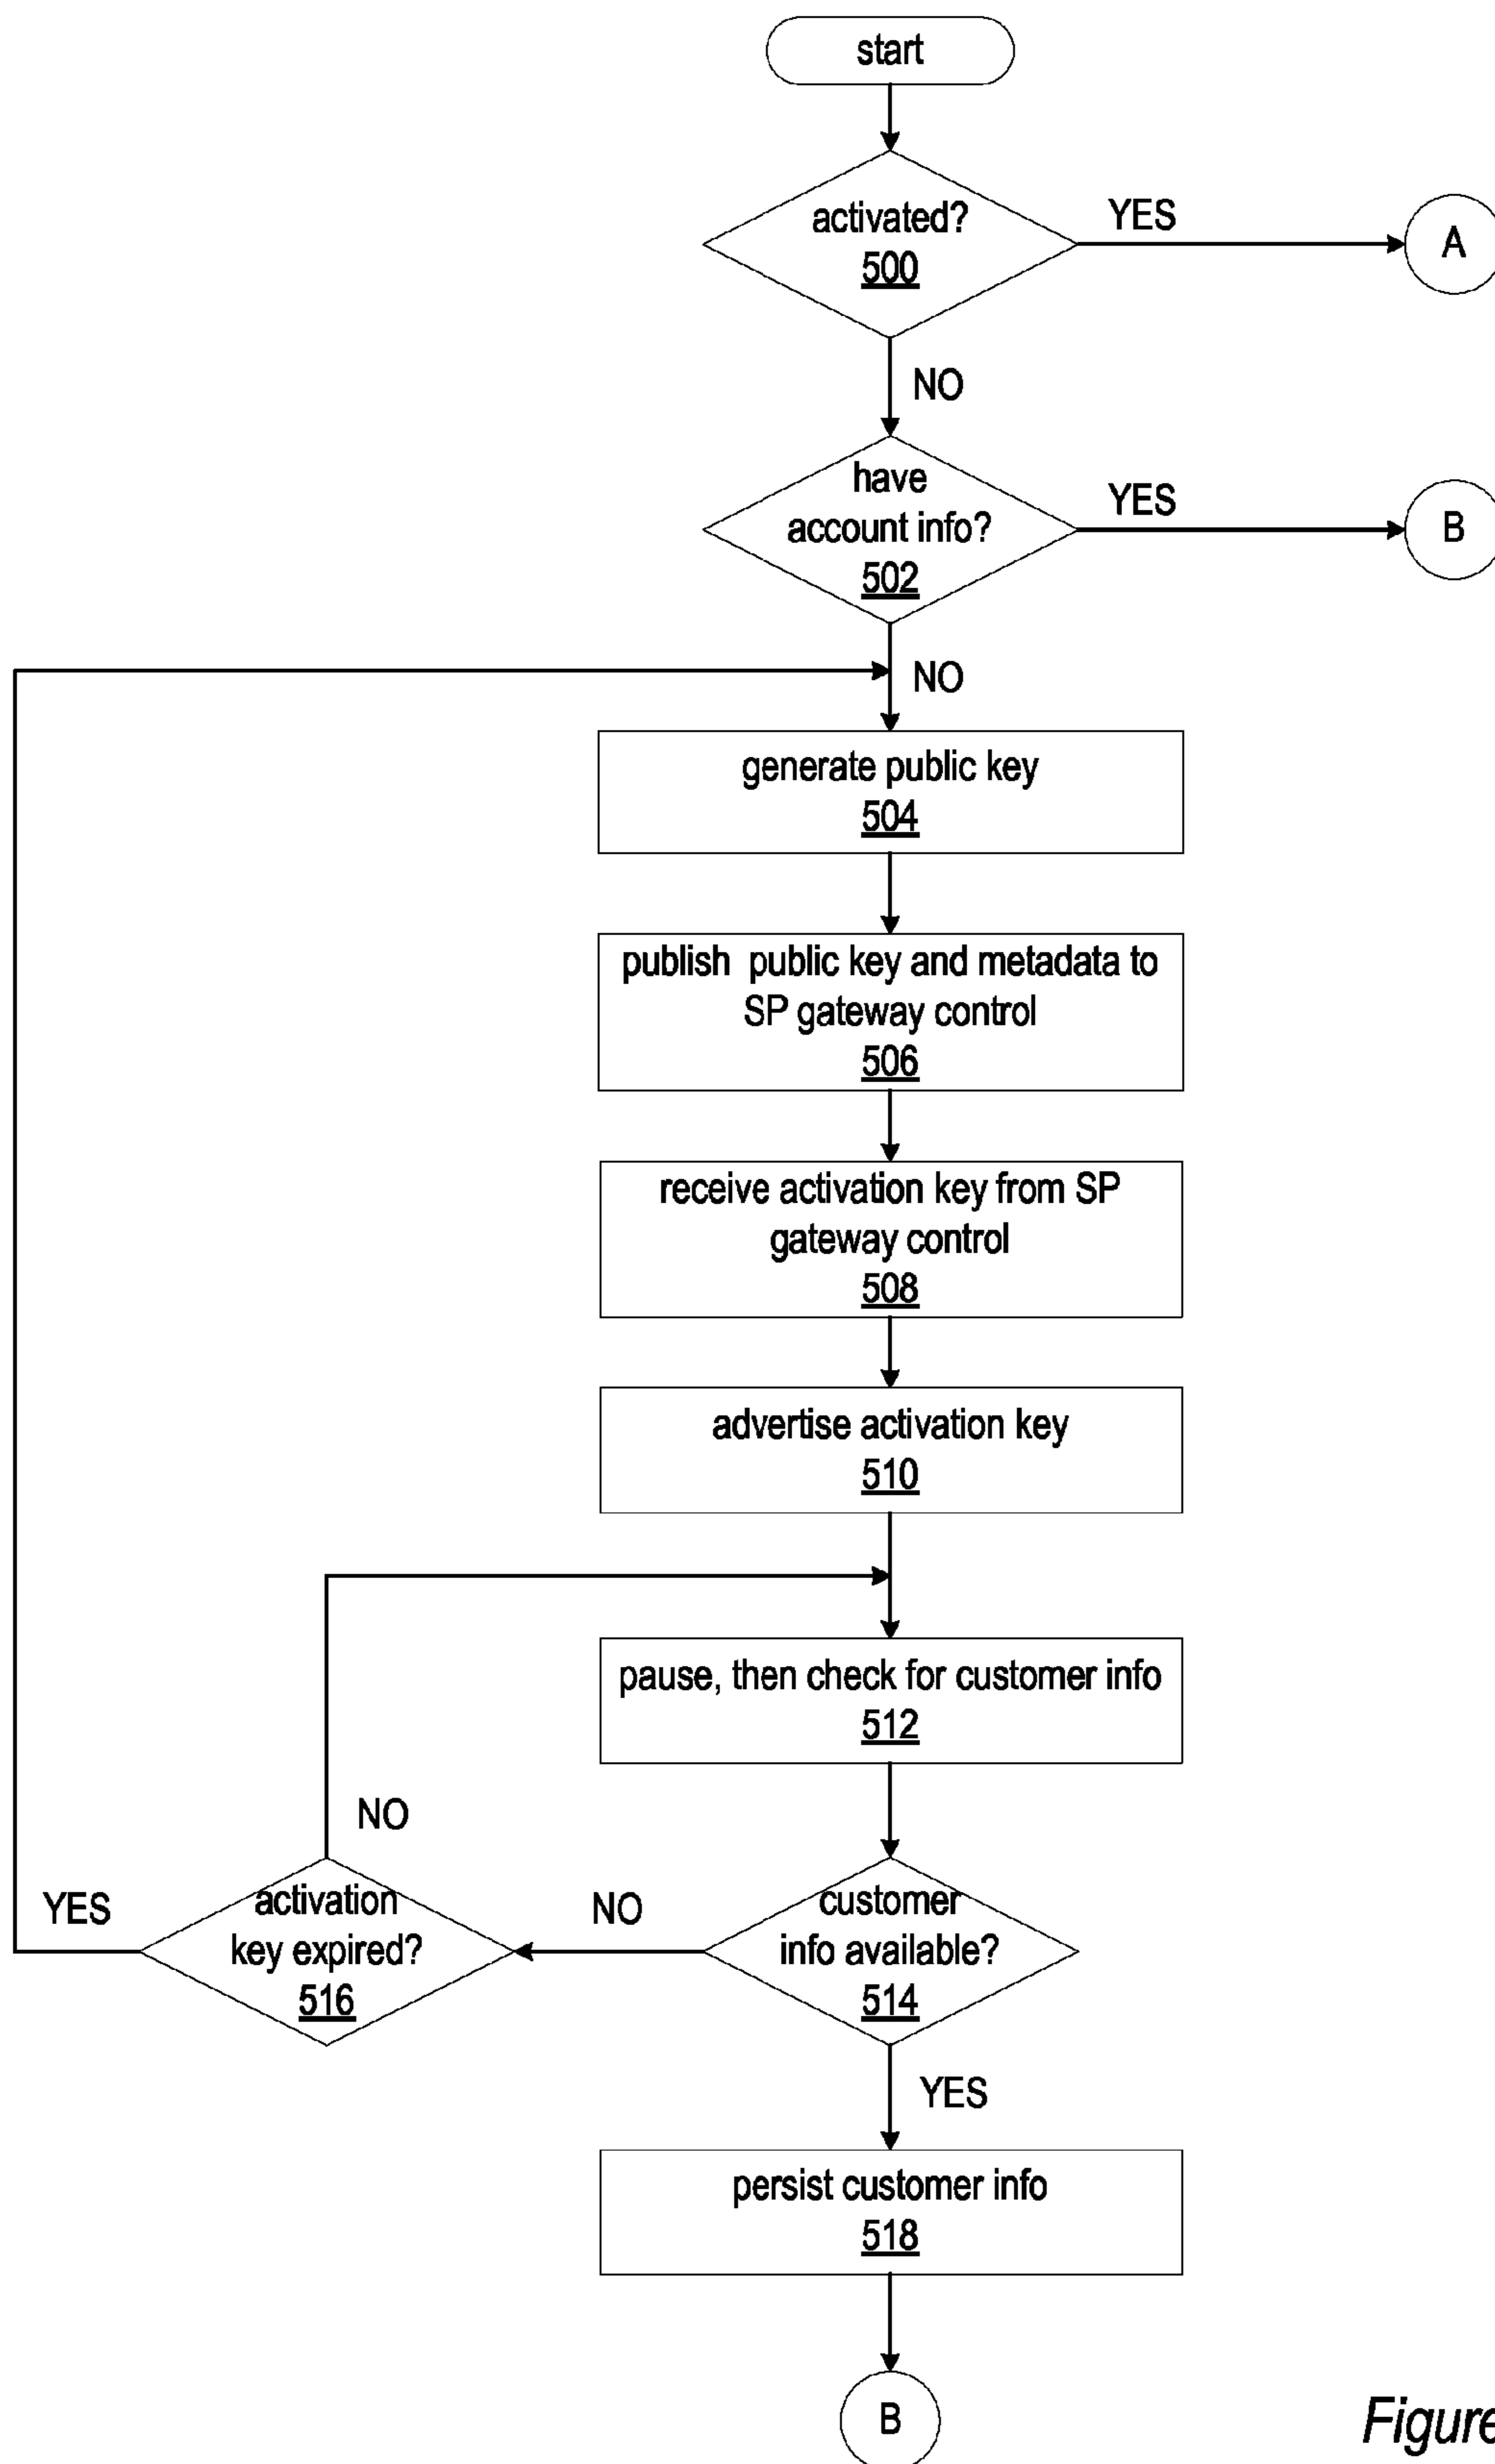 start
activated?
500
YES
A
NO
have
account info?
502
YES
B
NO
generate public key
504
publish public key and metadata to
SP gateway control
506
receive activation key from SP
gateway control
508
advertise activation key
510
pause, then check for customer info
512
NO
YES
activation
key expired?
516
NO
customer
info available?
514
YES
persist customer info
518
B
Figure